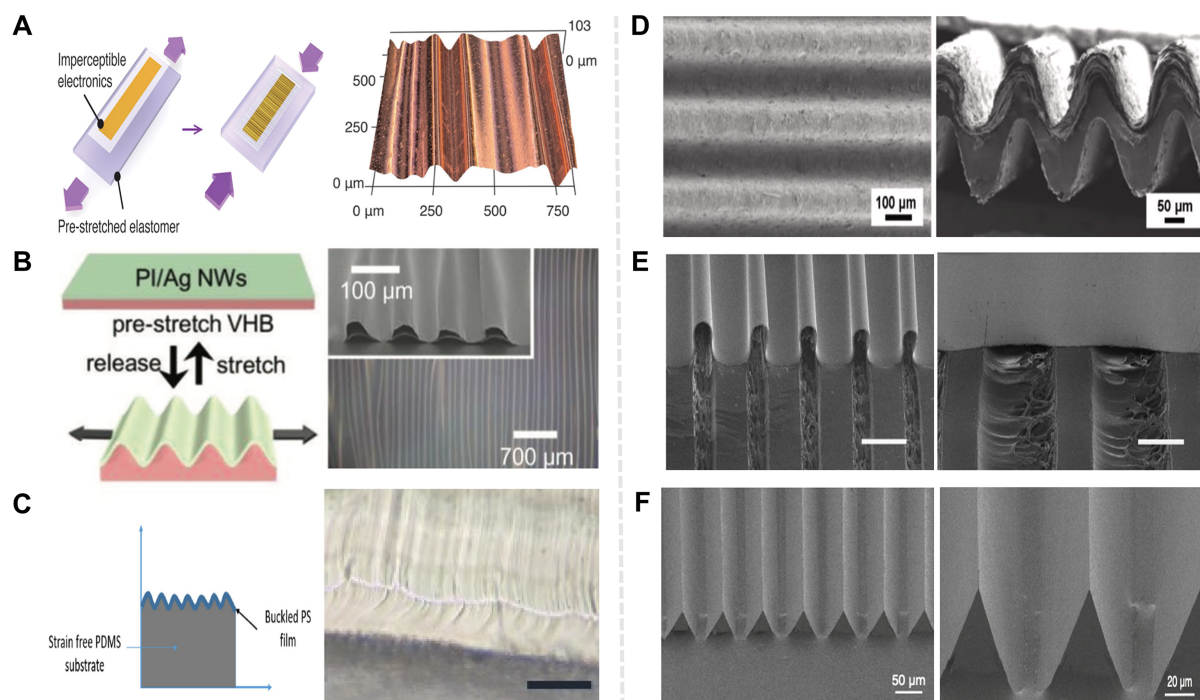 A
Imperceptible
electronics
Pre-stretched elastomer
103
0 µm
500
250
0 µm
0 µm
250
500
750
B
PI/Ag NWs
pre-stretch VHB
release
stretch
100 µm
700 µm
C
Strain free PDMS
substrate
Buckled PS
film
D
100 µm
50 µm
E
F
50 µm
20 µm